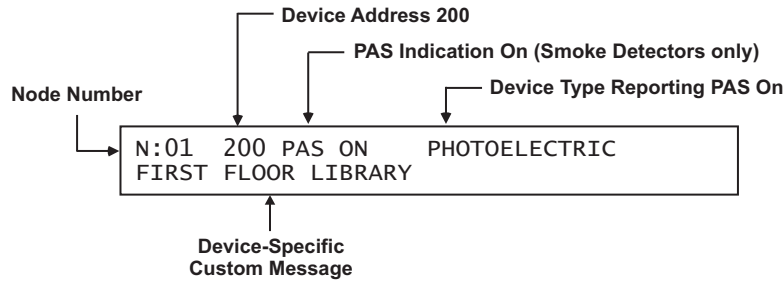 Device Address 200
PAS Indication On (Smoke Detectors only)
Device Type Reporting PAS On
Node Number
N:01 200 PAS ON PHOTOELECTRIC
FIRST FLOOR LIBRARY
Device-Specific
Custom Message